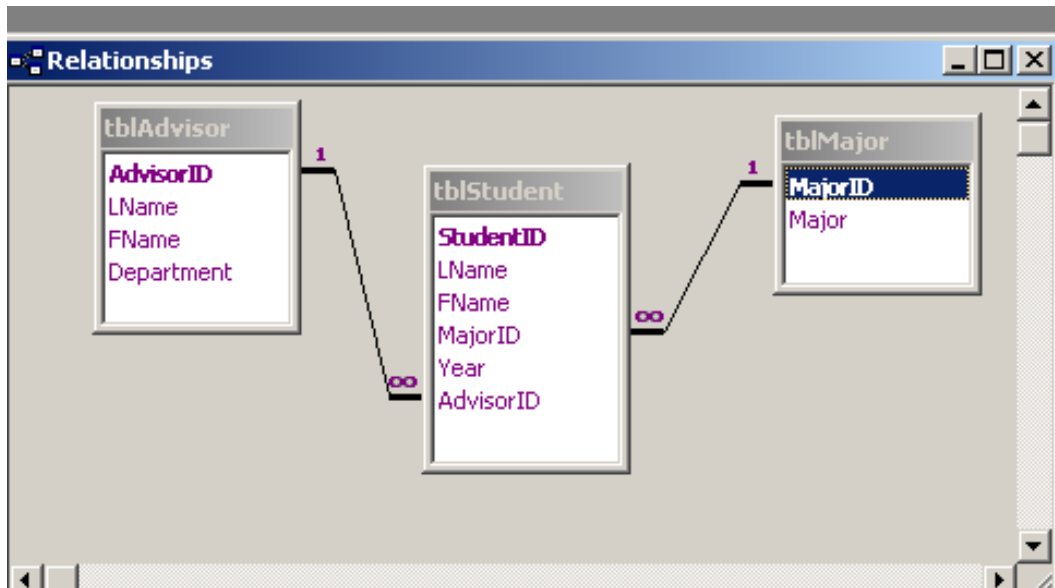 Relationships
tblAdvisor
AdvisorID
LName
FName
Department
1
∞
tblStudent
StudentID
LName
FName
MajorID
Year
AdvisorID
∞
1
tblMajor
MajorID
Major